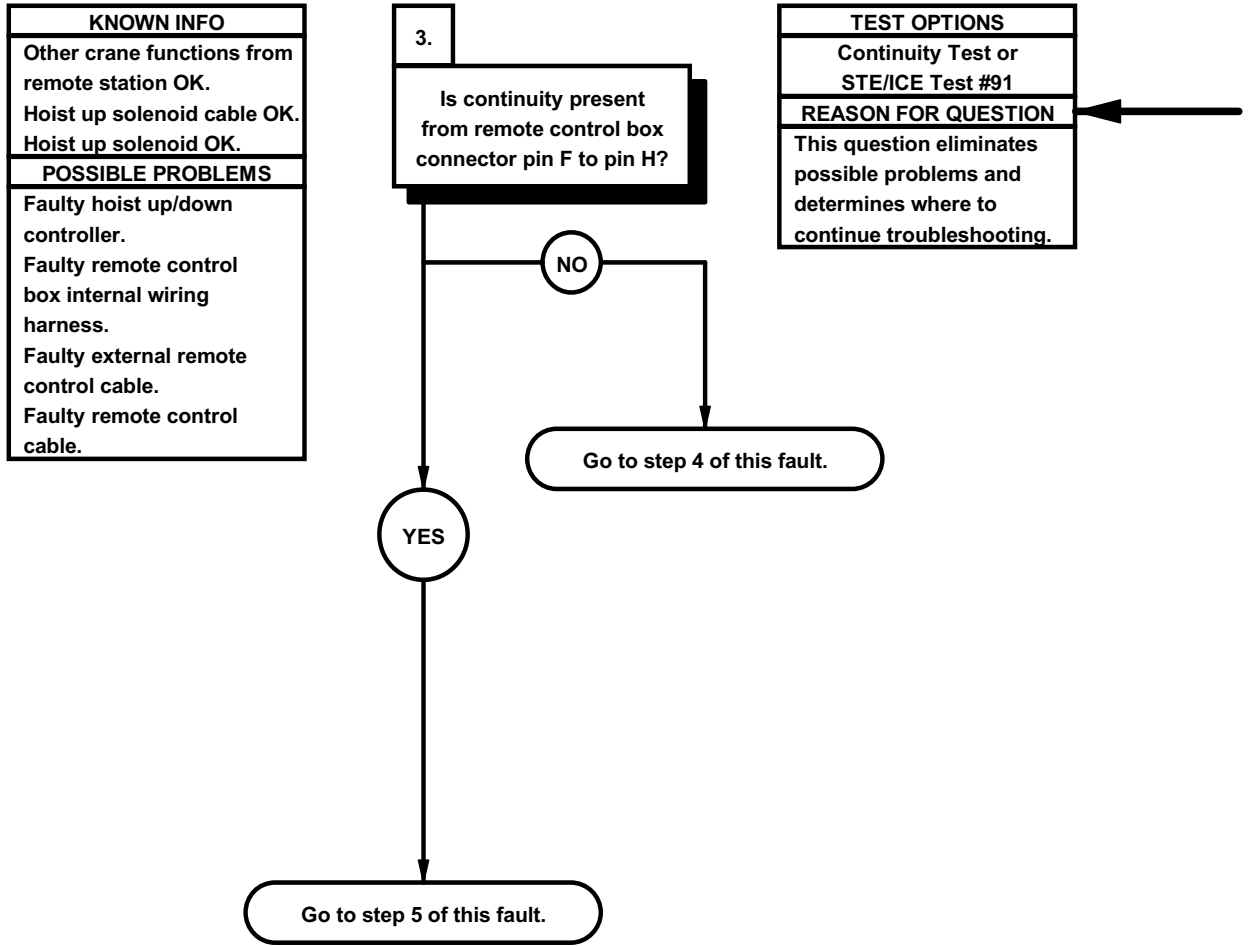 KNOWN INFO
Other crane functions from
remote station OK.
Hoist up solenoid cable OK.
Hoist up solenoid OK.
POSSIBLE PROBLEMS
Faulty hoist up/down
controller.
Faulty remote control
box internal wiring
harness.
Faulty external remote
control cable.
Faulty remote control
cable.
3.
Is continuity present
from remote control box
connector pin F to pin H?
TEST OPTIONS
Continuity Test or
STE/ICE Test #91
REASON FOR QUESTION
This question eliminates
possible problems and
determines where to
continue troubleshooting.
NO
Go to step 4 of this fault.
YES
Go to step 5 of this fault.